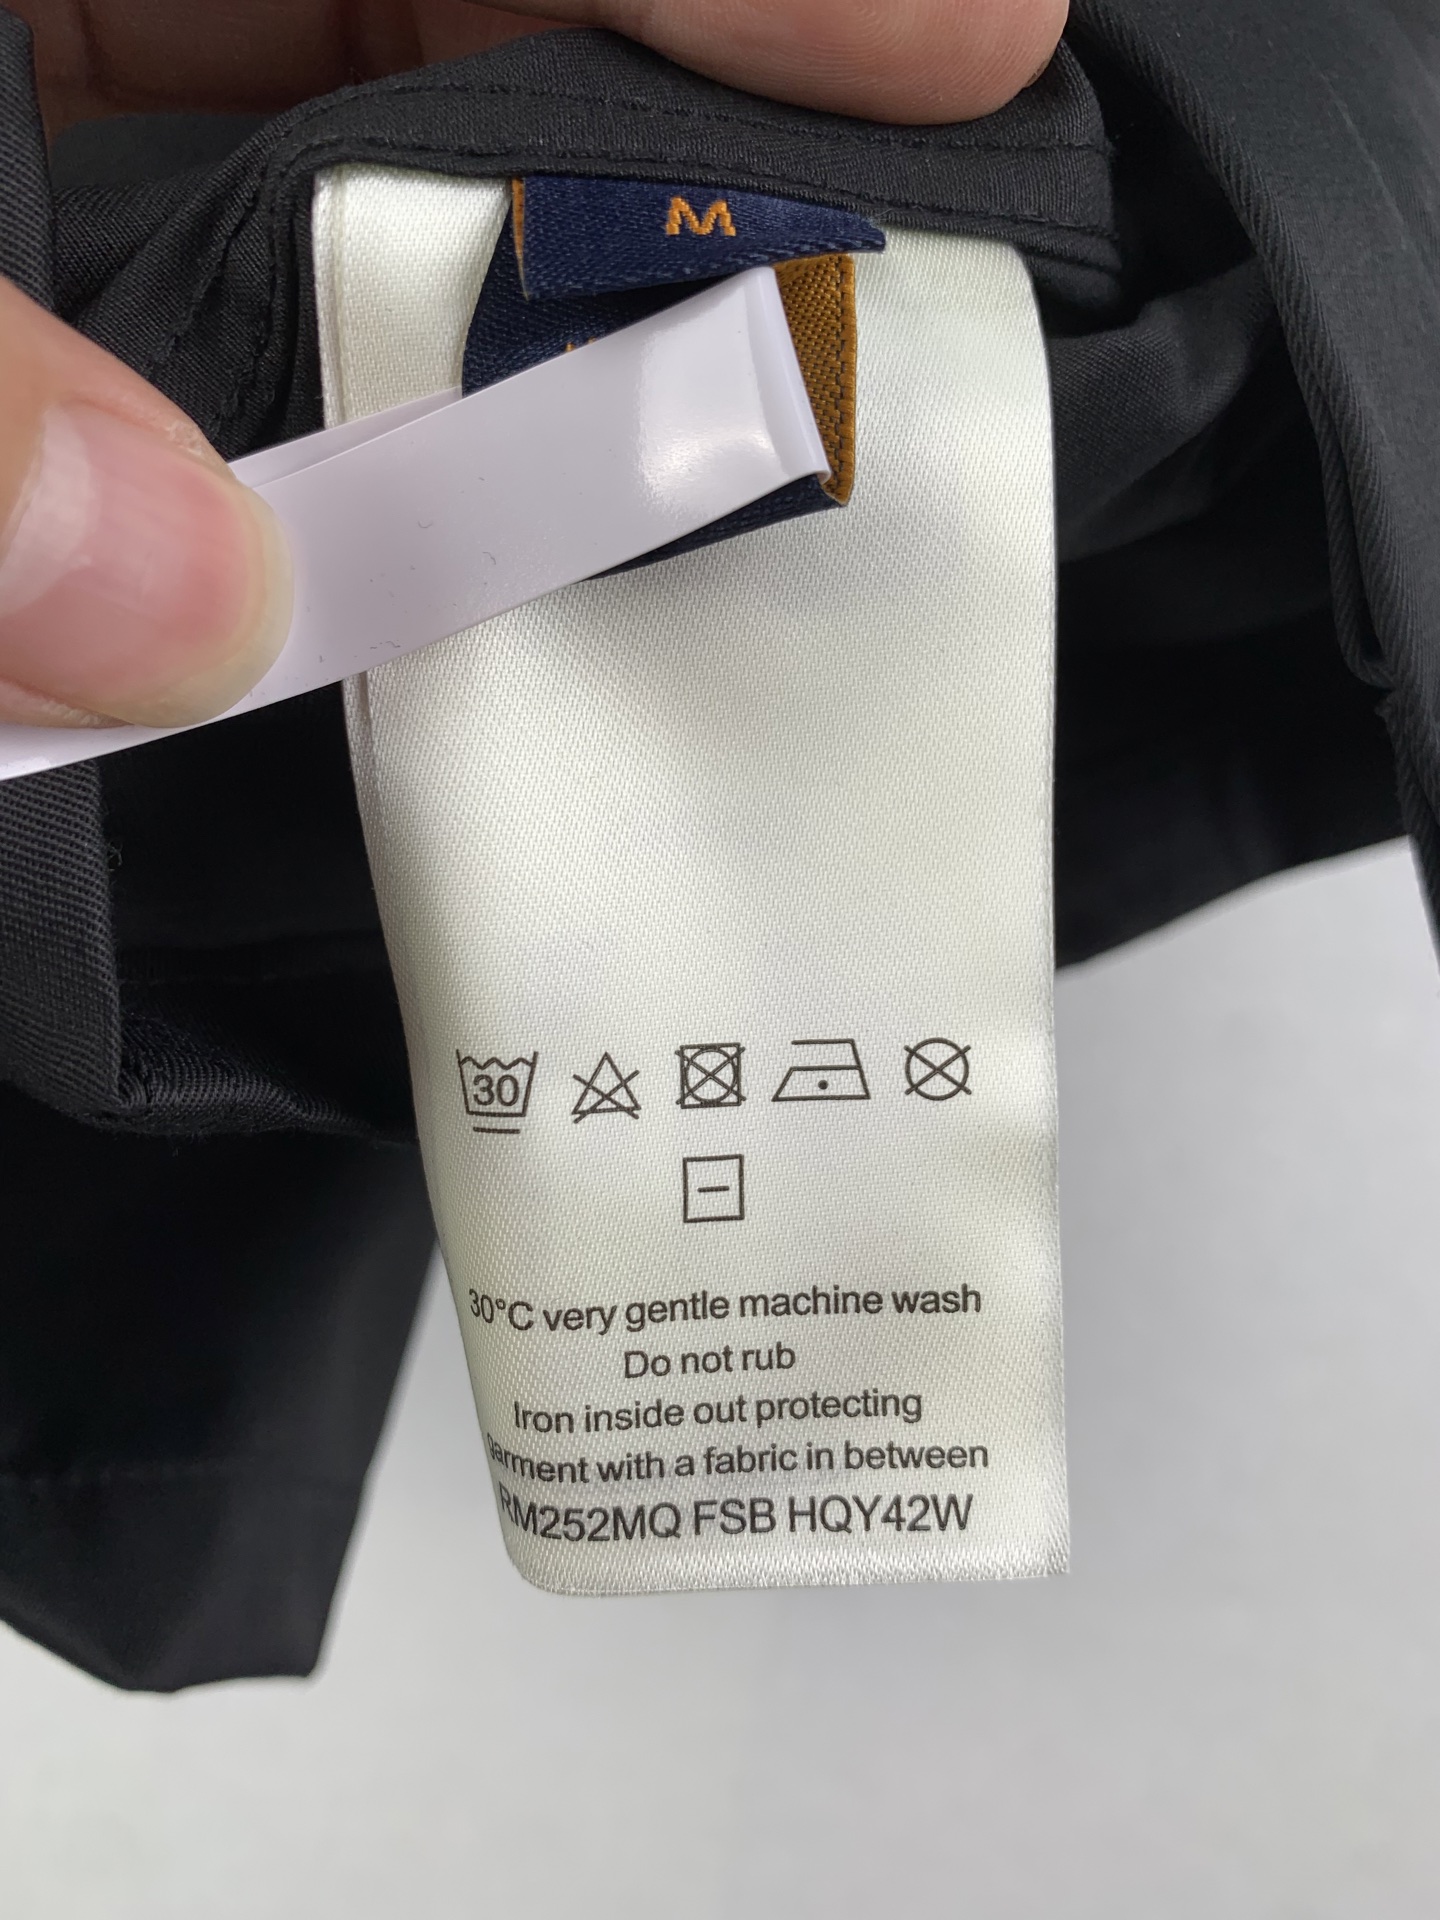 M
30
30°C very gentle machine wash
Do not rub
Iron inside out protecting
garment with a fabric in between
RM252MQ FSB HQY42W